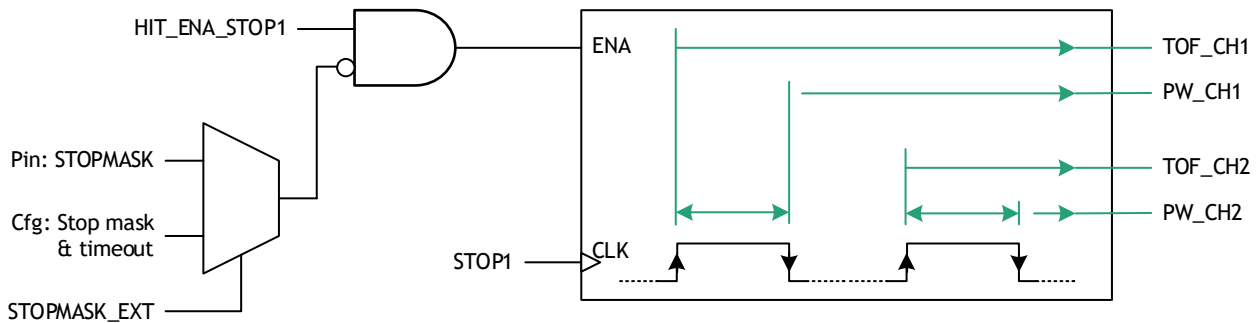 HIT_ENA_STOP1
ENA
TOF_CH1
PW_CH1
Pin: STOPMASK
TOF_CH2
Cfg: Stop mask
& timeout
PW_CH2
CLK
STOP1
STOPMASK_EXT